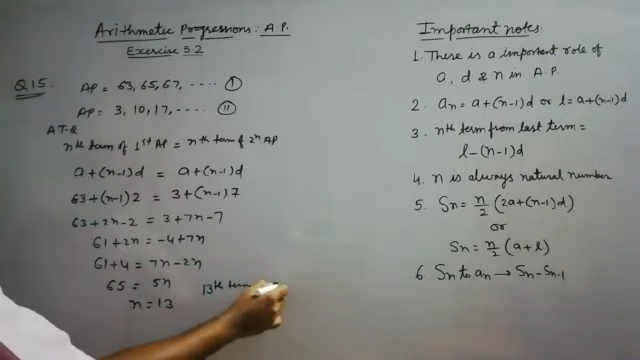 Arithmetic Progressions: A.P.
Exercise 5.2
Q15. AP = 63, 65, 67, ..... I
AP = 3, 10, 17, ..... II
A T-Q
nth term of 1st AP = nth term of 2n AP
a+(n-1)d = a+(n-1)d
63+(n-1)2 = 3+(n-1)7
63+2n-2 = 3+7n-7
61+2n = -4+7n
61+4 = 7n-2n
65 = 5n
n = 13
13th term
Important notes:
1. There is a important role of
a, d & n in A.P.
2. an = a+(n-1)d or l = a+(n-1)d
3. nth term from last term =
l-(n-1)d
4. n is always natural number
5. Sn = n/2 (2a+(n-1)d)
or
Sn = n/2 (a+l)
6. Sn to an → Sn - Sn-1